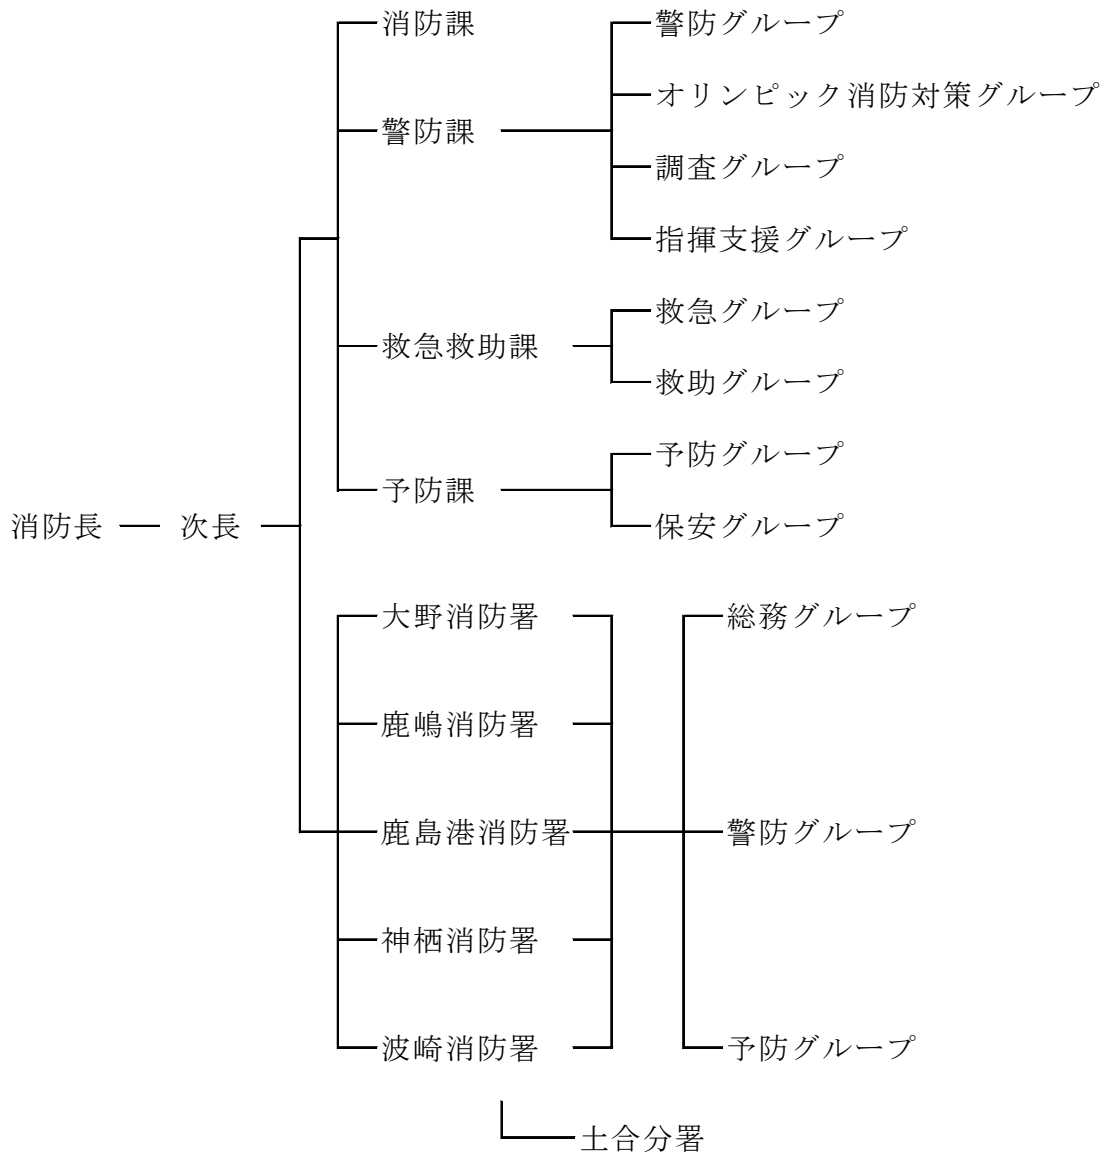 消防課
警防グループ
オリンピック消防対策グループ
警防課
調査グループ
指揮支援グループ
救急グループ
救急救助課
救助グループ
予防グループ
予防課
消防長
次長
保安グループ
大野消防署
総務グループ
鹿嶋消防署
鹿島港消防署
警防グループ
神栖消防署
波崎消防署
予防グループ
土合分署